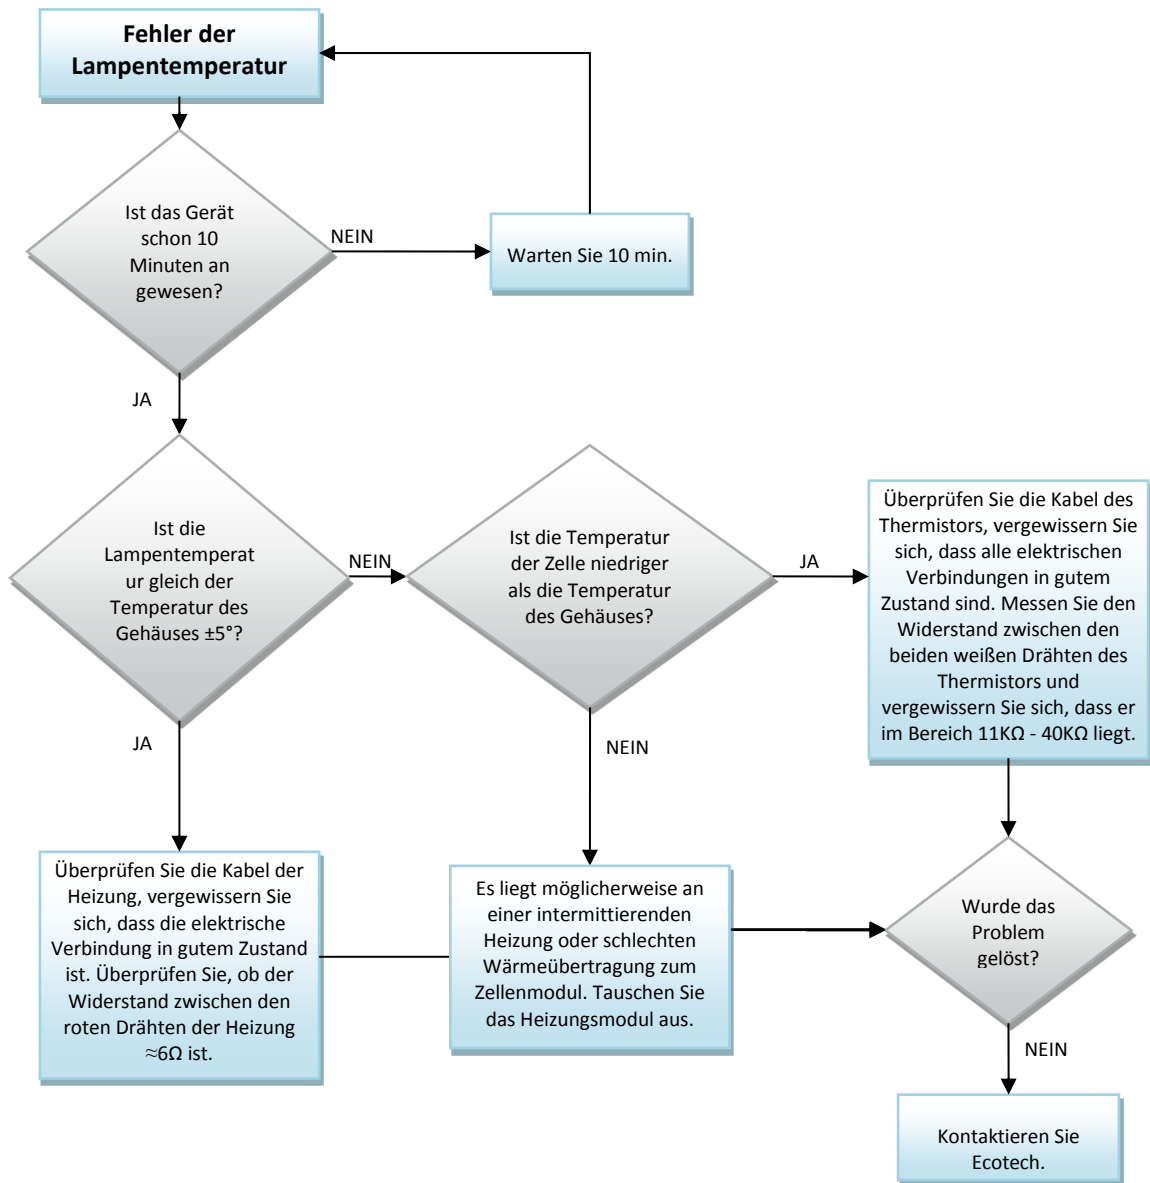 Fehler der
Lampentemperatur
Ist das Gerät
schon 10
Minuten an
gewesen?
NEIN
Warten Sie 10 min.
JA
Ist die
Lampentemperat
ur gleich der
Temperatur des
Gehäuses ±5°?
NEIN
Ist die Temperatur
der Zelle niedriger
als die Temperatur
des Gehäuses?
JA
Überprüfen Sie die Kabel des
Thermistors, vergewissern Sie
sich, dass alle elektrischen
Verbindungen in gutem
Zustand sind. Messen Sie den
Widerstand zwischen den
beiden weißen Drähten des
Thermistors und
vergewissern Sie sich, dass er
im Bereich 11KΩ - 40KΩ liegt.
JA
NEIN
Überprüfen Sie die Kabel der
Heizung, vergewissern Sie
sich, dass die elektrische
Verbindung in gutem Zustand
ist. Überprüfen Sie, ob der
Widerstand zwischen den
roten Drähten der Heizung
≈6Ω ist.
Es liegt möglicherweise an
einer intermittierenden
Heizung oder schlechten
Wärmeübertragung zum
Zellenmodul. Tauschen Sie
das Heizungsmodul aus.
Wurde das
Problem
gelöst?
NEIN
Kontaktieren Sie
Ecotech.